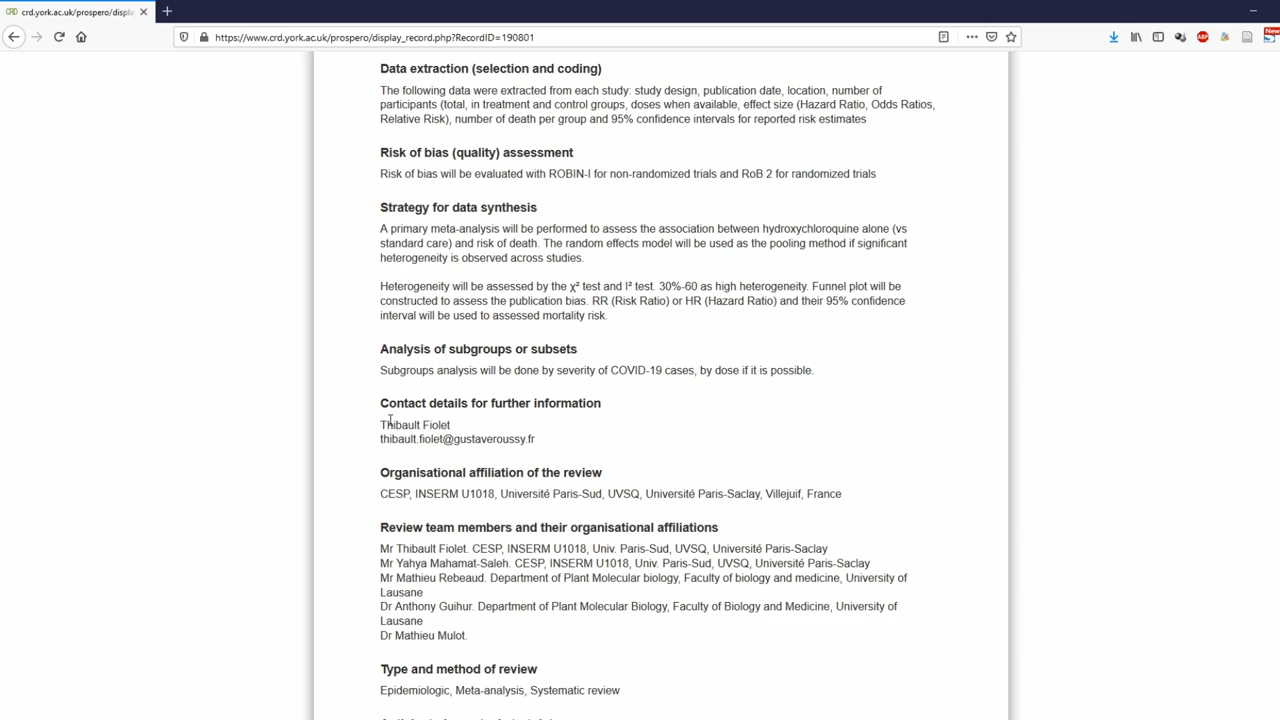 crd.york.ac.uk/prospero/displa
https://www.crd.york.ac.uk/prospero/display_record.php?RecordID=190801
New
Data extraction (selection and coding)
The following data were extracted from each study: study design, publication date, location, number of
participants (total, in treatment and control groups, doses when available, effect size (Hazard Ratio, Odds Ratios,
Relative Risk), number of death per group and 95% confidence intervals for reported risk estimates
Risk of bias (quality) assessment
Risk of bias will be evaluated with ROBIN-I for non-randomized trials and RoB 2 for randomized trials
Strategy for data synthesis
A primary meta-analysis will be performed to assess the association between hydroxychloroquine alone (vs
standard care) and risk of death. The random effects model will be used as the pooling method if significant
heterogeneity is observed across studies.
Heterogeneity will be assessed by the χ² test and I² test. 30%-60 as high heterogeneity. Funnel plot will be
constructed to assess the publication bias. RR (Risk Ratio) or HR (Hazard Ratio) and their 95% confidence
interval will be used to assessed mortality risk.
Analysis of subgroups or subsets
Subgroups analysis will be done by severity of COVID-19 cases, by dose if it is possible.
Contact details for further information
Thibault Fiolet
thibault.fiolet@gustaveroussy.fr
Organisational affiliation of the review
CESP, INSERM U1018, Université Paris-Sud, UVSQ, Université Paris-Saclay, Villejuif, France
Review team members and their organisational affiliations
Mr Thibault Fiolet. CESP, INSERM U1018, Univ. Paris-Sud, UVSQ, Université Paris-Saclay
Mr Yahya Mahamat-Saleh. CESP, INSERM U1018, Univ. Paris-Sud, UVSQ, Université Paris-Saclay
Mr Mathieu Rebeaud. Department of Plant Molecular biology, Faculty of biology and medicine, University of
Lausane
Dr Anthony Guihur. Department of Plant Molecular Biology, Faculty of Biology and Medicine, University of
Lausane
Dr Mathieu Mulot.
Type and method of review
Epidemiologic, Meta-analysis, Systematic review